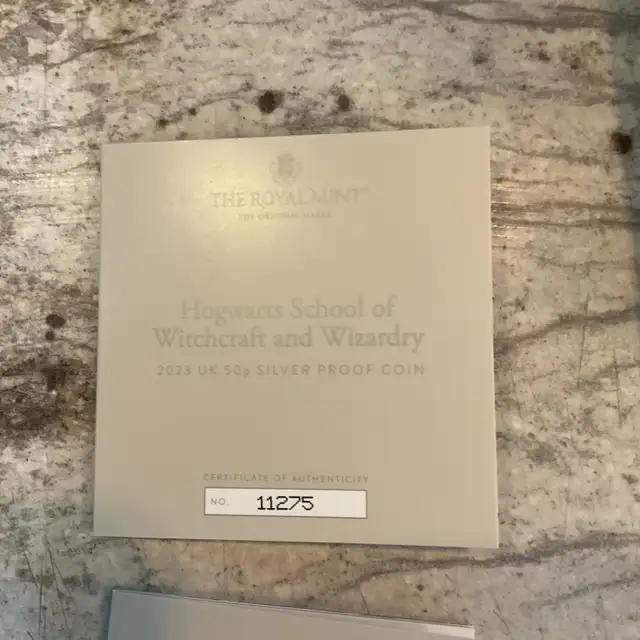 THE ROYAL MINT™
THE ORIGINAL MAKER
Hogwarts School of
Witchcraft and Wizardry
2023 UK 50p SILVER PROOF COIN
CERTIFICATE OF AUTHENTICITY
NO. 11275